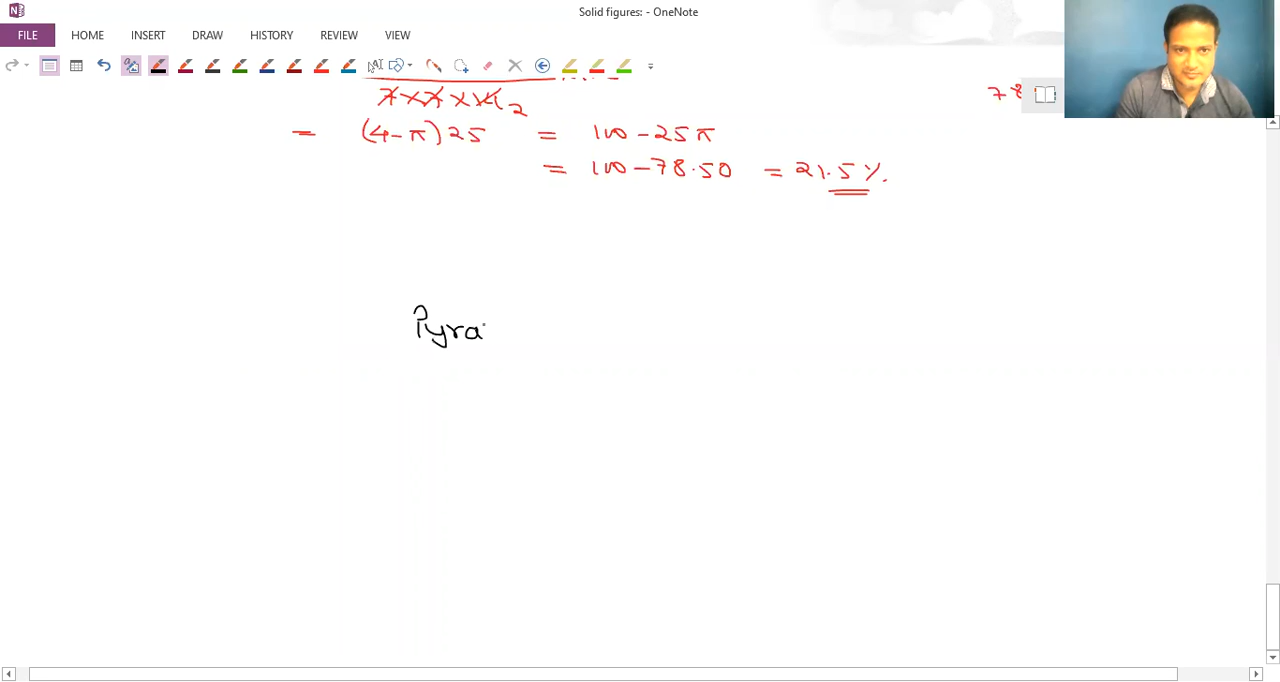 Solid figures: - OneNote
FILE HOME INSERT DRAW HISTORY REVIEW VIEW
= (4-π)25 = 100-25π
= 100-78.50 = 21.5%
Pyra